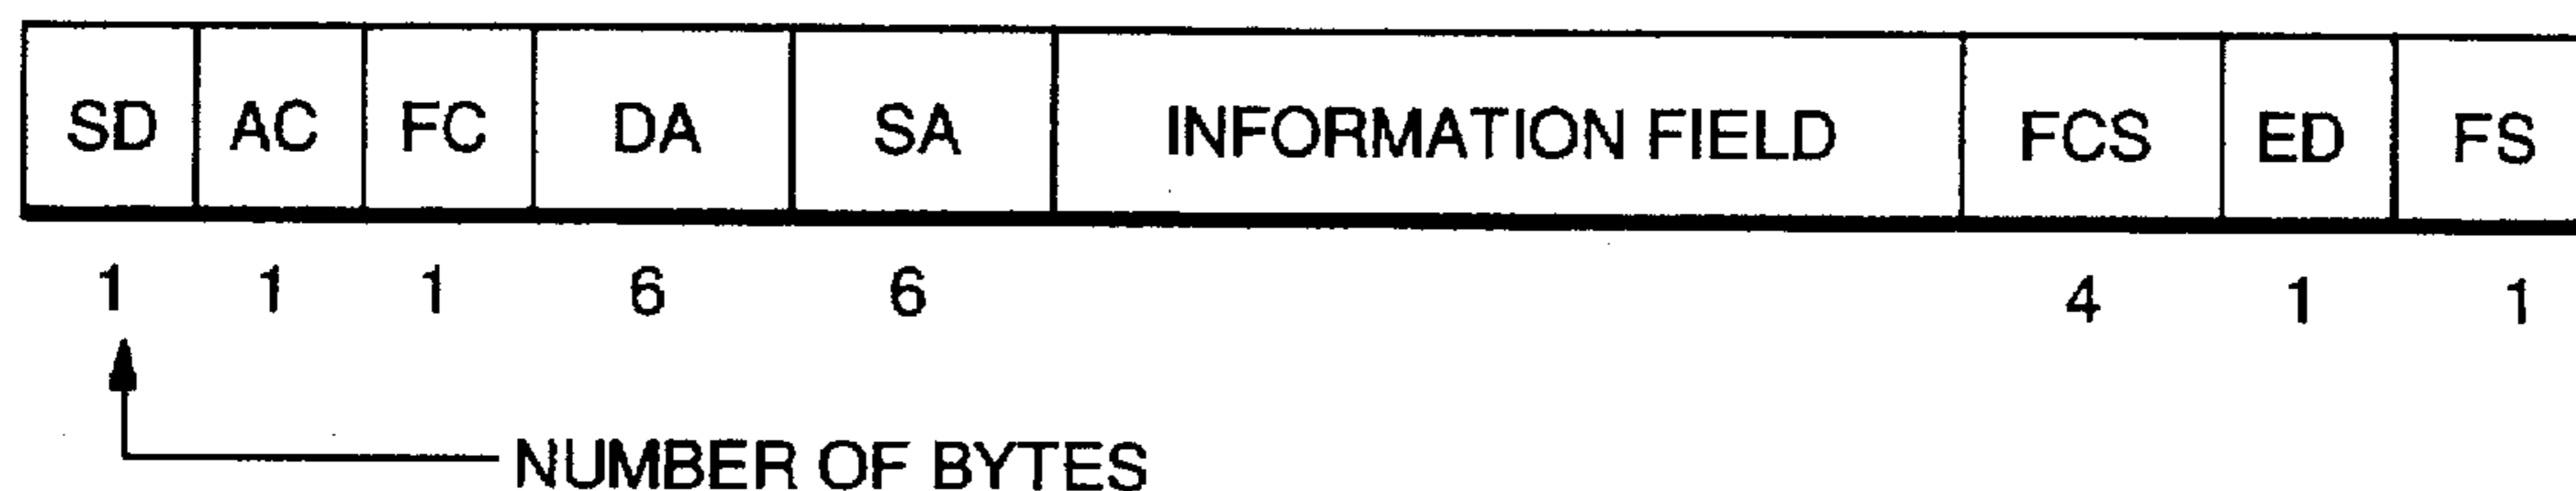 SD AC FC DA SA INFORMATION FIELD FCS ED FS
1 1 1 6 6 4 1 1
NUMBER OF BYTES